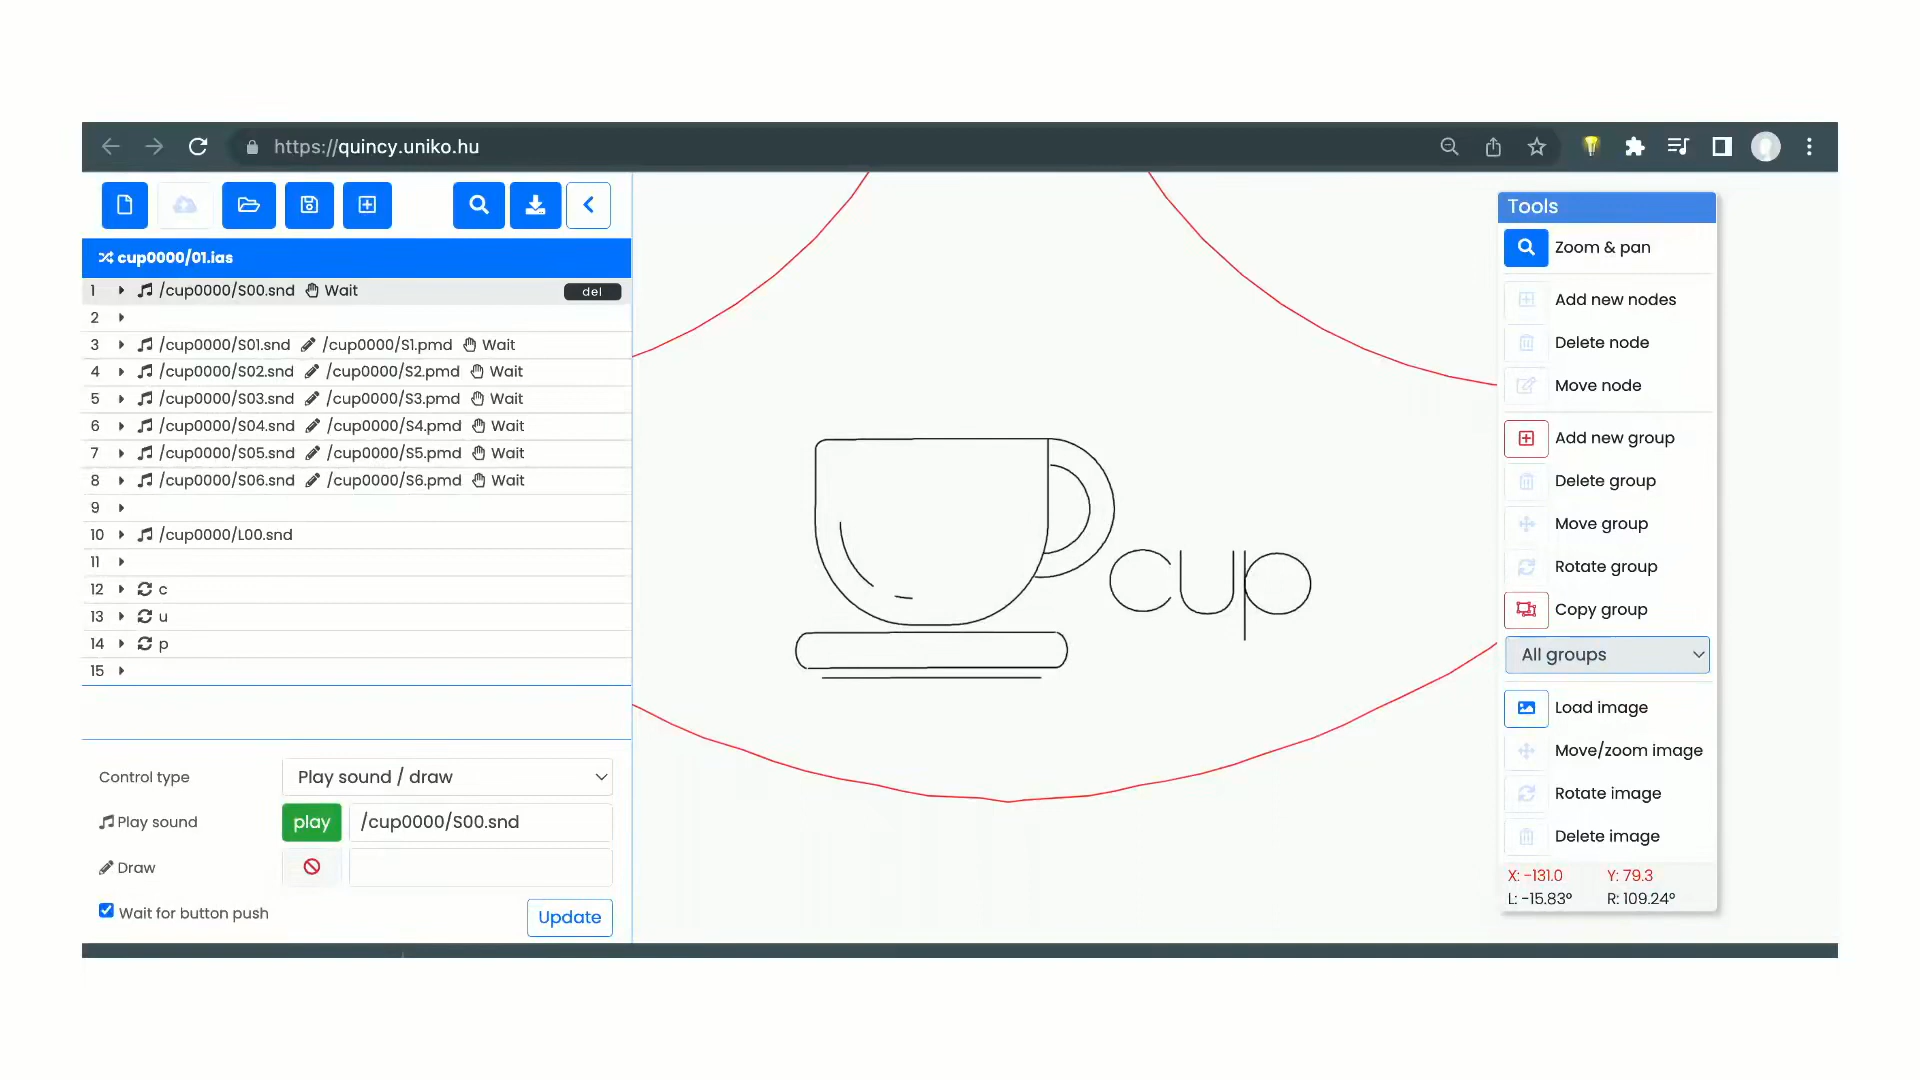 https://quincy.uniko.hu
cup0000/01.ias
1 /cup0000/S00.snd Wait del
2
3 /cup0000/S01.snd /cup0000/S1.pmd Wait
4 /cup0000/S02.snd /cup0000/S2.pmd Wait
5 /cup0000/S03.snd /cup0000/S3.pmd Wait
6 /cup0000/S04.snd /cup0000/S4.pmd Wait
7 /cup0000/S05.snd /cup0000/S5.pmd Wait
8 /cup0000/S06.snd /cup0000/S6.pmd Wait
9
10 /cup0000/L00.snd
11
12 c
13 u
14 p
15
Control type Play sound / draw
Play sound play /cup0000/S00.snd
Draw
Wait for button push Update
cup
Tools
Zoom & pan
Add new nodes
Delete node
Move node
Add new group
Delete group
Move group
Rotate group
Copy group
All groups
Load image
Move/zoom image
Rotate image
Delete image
X: -131.0 Y: 79.3
L: -15.83° R: 109.24°